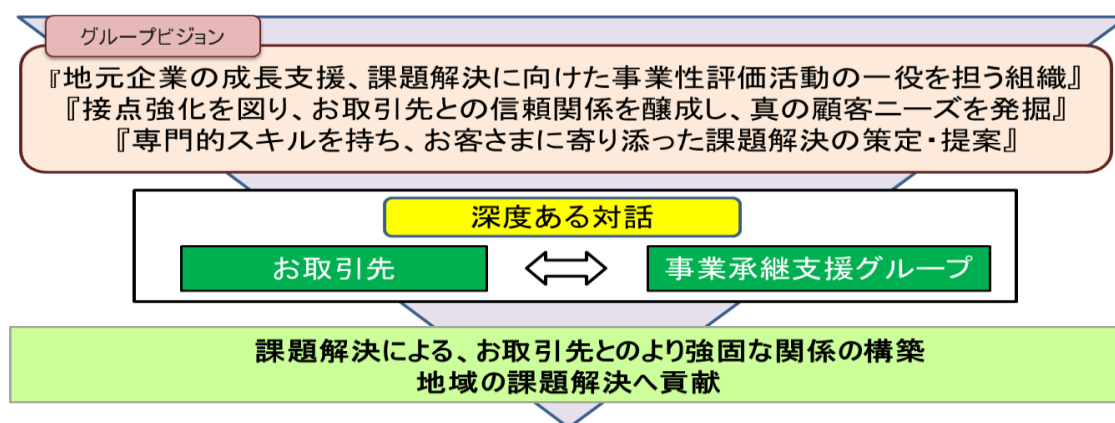 グループビジョン
『地元企業の成長支援、課題解決に向けた事業性評価活動の一役を担う組織』
『接点強化を図り、お取引先との信頼関係を醸成し、真の顧客ニーズを発掘』
『専門的スキルを持ち、お客さまに寄り添った課題解決の策定・提案』
深度ある対話
お取引先
事業承継支援グループ
課題解決による、お取引先とのより強固な関係の構築
地域の課題解決へ貢献